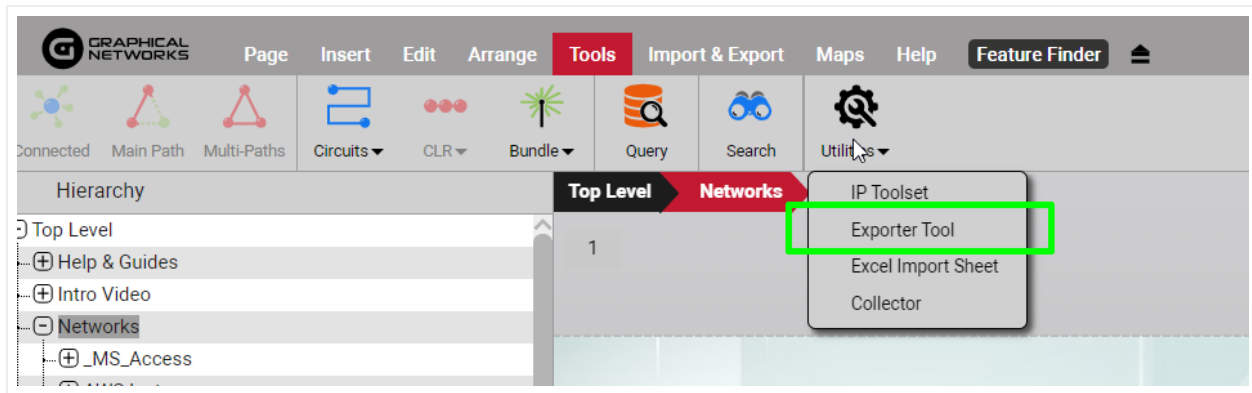 GRAPHICAL
NETWORKS
Page Insert Edit Arrange Tools Import & Export Maps Help Feature Finder
Connected Main Path Multi-Paths Circuits CLR Bundle Query Search Utilities
Hierarchy
Top Level Networks
IP Toolset
Top Level
1
Exporter Tool
Help & Guides
Excel Import Sheet
Intro Video
Collector
Networks
_MS_Access